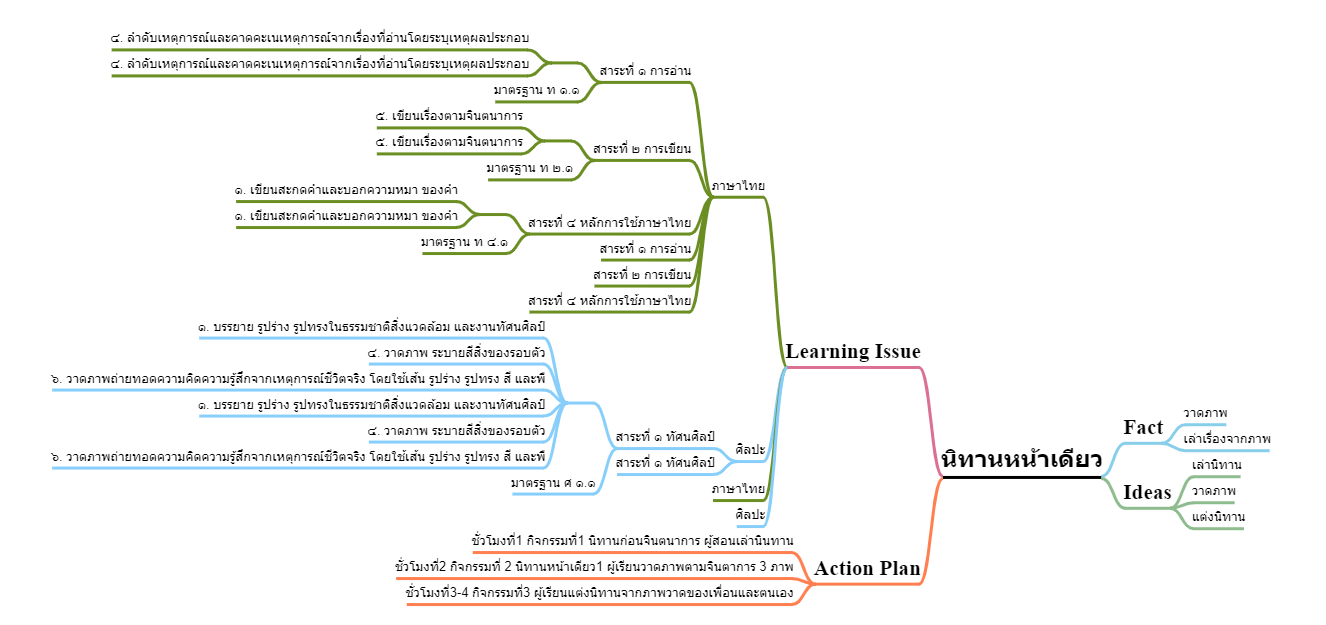 ๔. ลำดับเหตุการณ์และคาดคะเนเหตุการณ์จากเรื่องที่อ่านโดยระบุเหตุผลประกอบ
๔. ลำดับเหตุการณ์และคาดคะเนเหตุการณ์จากเรื่องที่อ่านโดยระบุเหตุผลประกอบ
สาระที่ ๑ การอ่าน
มาตรฐาน ท ๑.๑
๕. เขียนเรื่องตามจินตนาการ
๕. เขียนเรื่องตามจินตนาการ
สาระที่ ๒ การเขียน
มาตรฐาน ท ๒.๑
ภาษาไทย
๑. เขียนสะกดคำและบอกความหมา ของคำ
๑. เขียนสะกดคำและบอกความหมา ของคำ
สาระที่ ๔ หลักการใช้ภาษาไทย
มาตรฐาน ท ๔.๑
สาระที่ ๑ การอ่าน
สาระที่ ๒ การเขียน
สาระที่ ๔ หลักการใช้ภาษาไทย
๑. บรรยาย รูปร่าง รูปทรงในธรรมชาติสิ่งแวดล้อม และงานทัศนศิลป์
Learning Issue
๔. วาดภาพ ระบายสีสิ่งของรอบตัว
๖. วาดภาพถ่ายทอดความคิดความรู้สึกจากเหตุการณ์ชีวิตจริง โดยใช้เส้น รูปร่าง รูปทรง สี และพื
๑. บรรยาย รูปร่าง รูปทรงในธรรมชาติสิ่งแวดล้อม และงานทัศนศิลป์
๔. วาดภาพ ระบายสีสิ่งของรอบตัว
๖. วาดภาพถ่ายทอดความคิดความรู้สึกจากเหตุการณ์ชีวิตจริง โดยใช้เส้น รูปร่าง รูปทรง สี และพื
สาระที่ ๑ ทัศนศิลป์
ศิลปะ
สาระที่ ๑ ทัศนศิลป์
มาตรฐาน ศ ๑.๑
ภาษาไทย
ศิลปะ
นิทานหน้าเดียว
Fact
วาดภาพ
เล่าเรื่องจากภาพ
Ideas
เล่านิทาน
วาดภาพ
แต่งนิทาน
ชั่วโมงที่1 กิจกรรมที่1 นิทานก่อนจินตนาการ ผู้สอนเล่านินทาน
Action Plan
ชั่วโมงที่2 กิจกรรมที่ 2 นิทานหน้าเดียว1 ผู้เรียนวาดภาพตามจินตาการ 3 ภาพ
ชั่วโมงที่3-4 กิจกรรมที่3 ผู้เรียนแต่งนิทานจากภาพวาดของเพื่อนและตนเอง